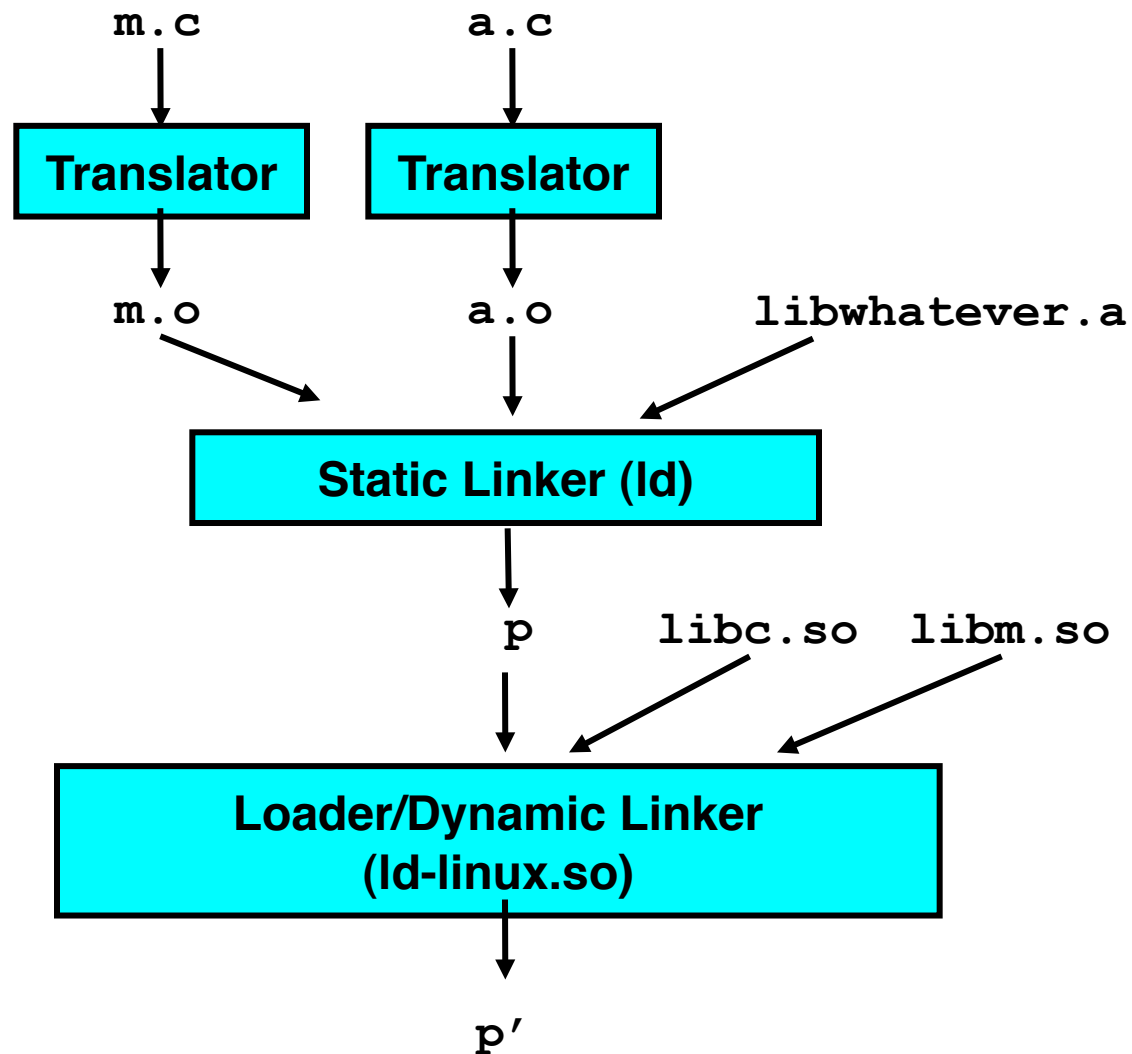 m.c a.c
Translator Translator
m.o a.o libwhatever.a
Static Linker (ld)
p libc.so libm.so
Loader/Dynamic Linker
(ld-linux.so)
p’